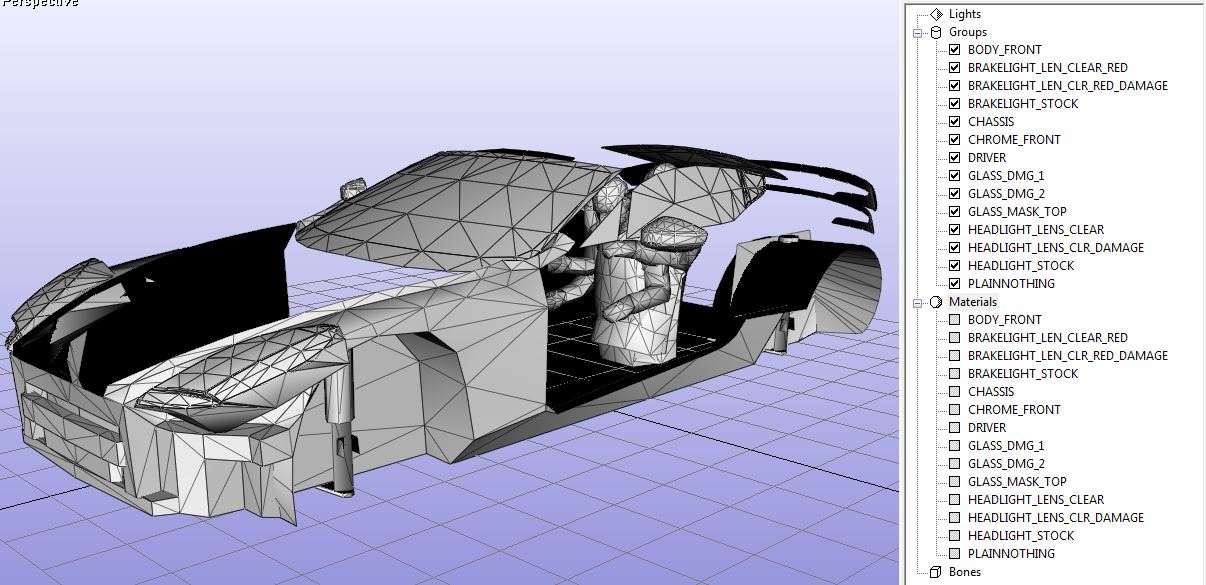 Perspective
Lights
Groups
BODY_FRONT
BRAKELIGHT_LEN_CLEAR_RED
BRAKELIGHT_LEN_CLR_RED_DAMAGE
BRAKELIGHT_STOCK
CHASSIS
CHROME_FRONT
DRIVER
GLASS_DMG_1
GLASS_DMG_2
GLASS_MASK_TOP
HEADLIGHT_LENS_CLEAR
HEADLIGHT_LENS_CLR_DAMAGE
HEADLIGHT_STOCK
PLAINNOTHING
Materials
BODY_FRONT
BRAKELIGHT_LEN_CLEAR_RED
BRAKELIGHT_LEN_CLR_RED_DAMAGE
BRAKELIGHT_STOCK
CHASSIS
CHROME_FRONT
DRIVER
GLASS_DMG_1
GLASS_DMG_2
GLASS_MASK_TOP
HEADLIGHT_LENS_CLEAR
HEADLIGHT_LENS_CLR_DAMAGE
HEADLIGHT_STOCK
PLAINNOTHING
Bones